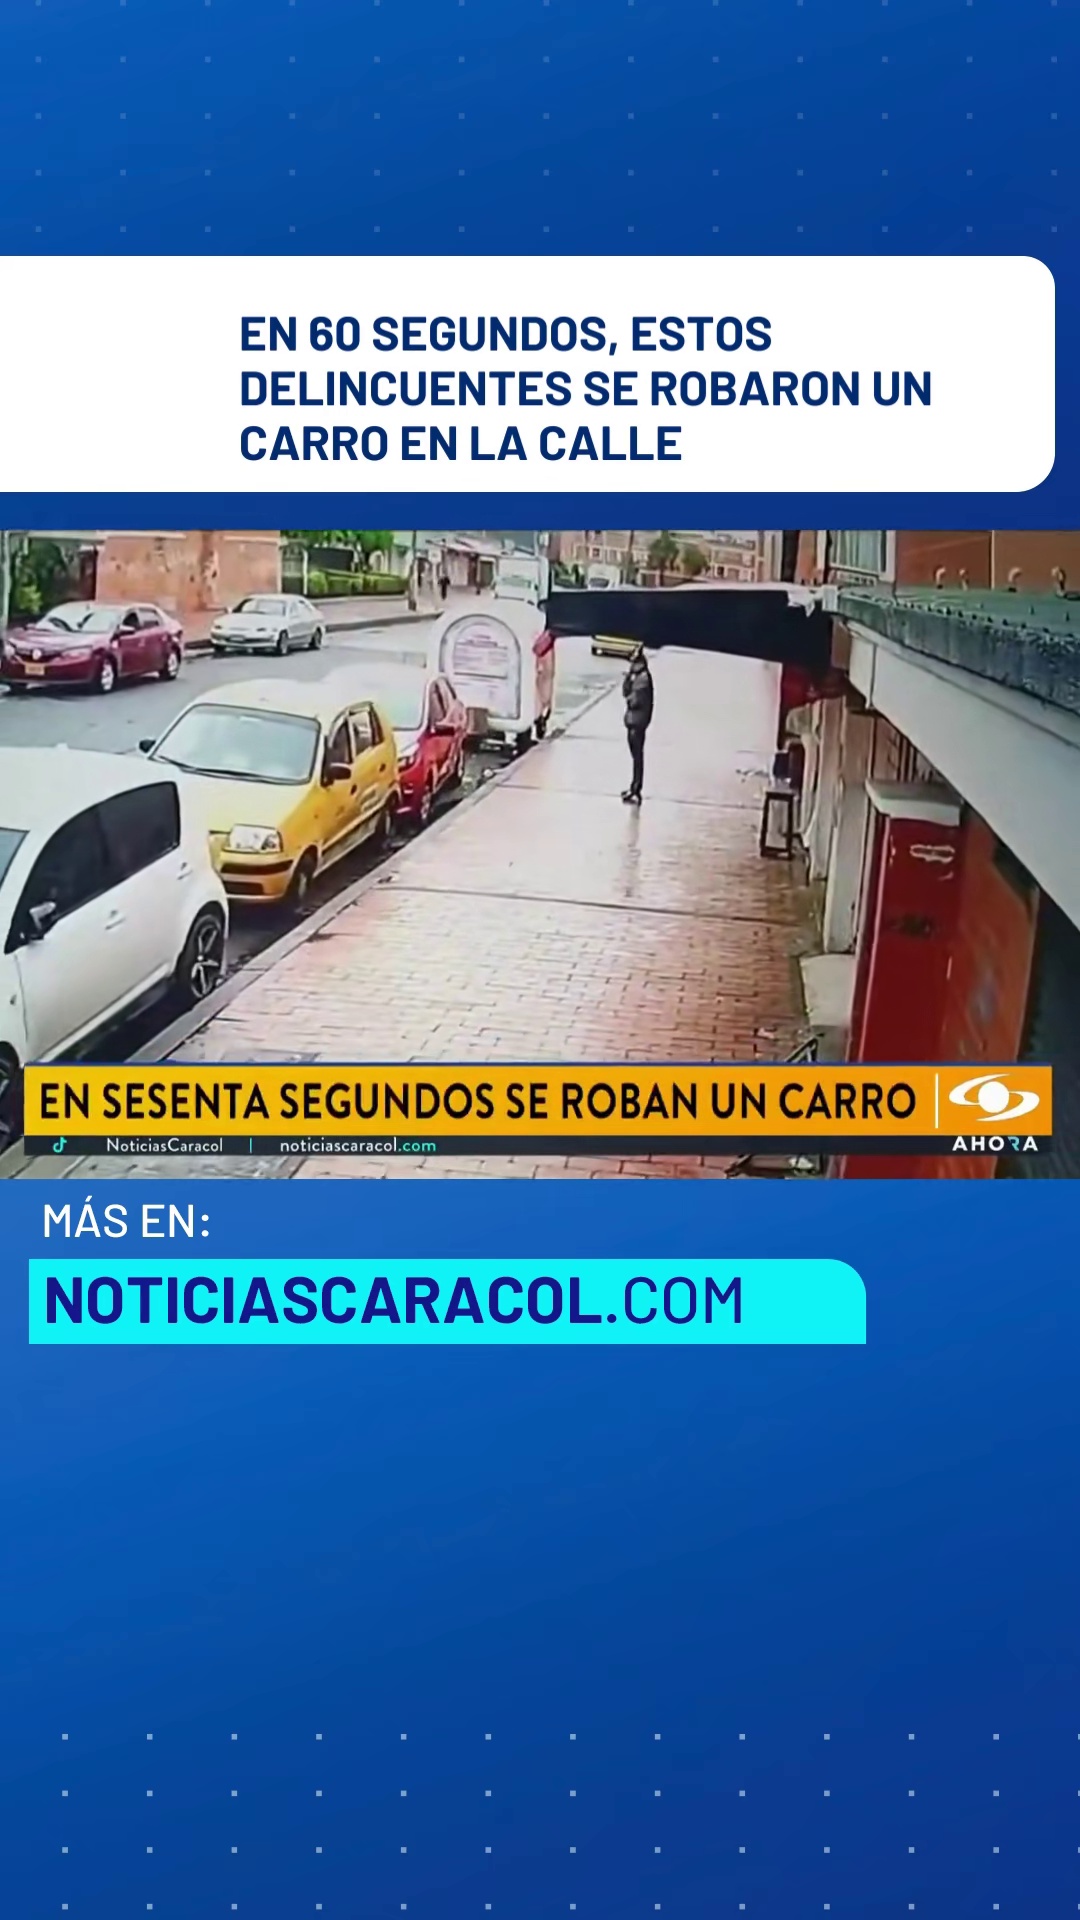 EN 60 SEGUNDOS, ESTOS
DELINCUENTES SE ROBARON UN
CARRO EN LA CALLE
EN SESENTA SEGUNDOS SE ROBAN UN CARRO
NoticiasCaracol | noticiascaracol.com
AHORA
MÁS EN:
NOTICIASCARACOL.COM